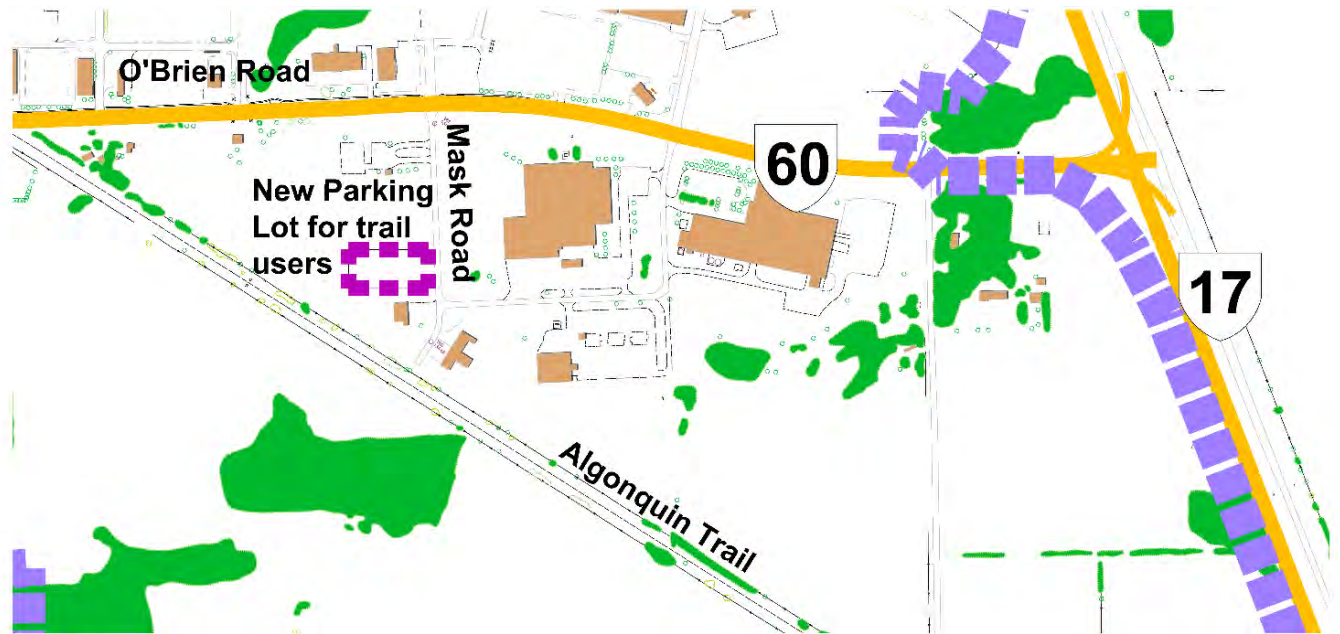 O'Brien Road
Mask Road
60
New Parking
Lot for trail
users
17
Algonquin Trail